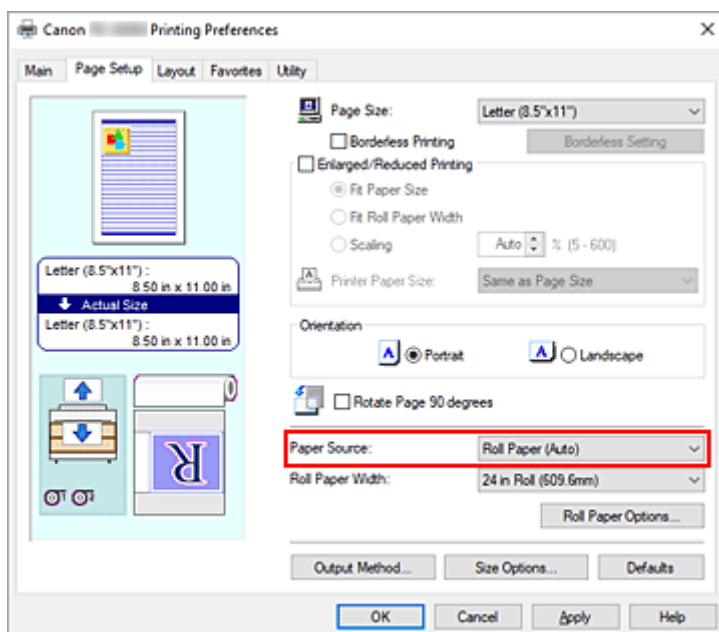 Canon Printing Preferences
Main Page Setup Layout Favorites Utility
Page Size: Letter (8.5"x11")
Borderless Printing Borderless Setting
Enlarged/Reduced Printing
Fit Paper Size
Fit Roll Paper Width
Scaling Auto % (5 - 600)
Printer Paper Size: Same as Page Size
Letter (8.5"x11") :
8.50 in x 11.00 in
Actual Size
Letter (8.5"x11") :
8.50 in x 11.00 in
Orientation
A Portrait A Landscape
Rotate Page 90 degrees
R
Paper Source: Roll Paper (Auto)
Roll Paper Width: 24 in Roll (609.6mm)
Roll Paper Options...
Output Method... Size Options... Defaults
OK Cancel Apply Help